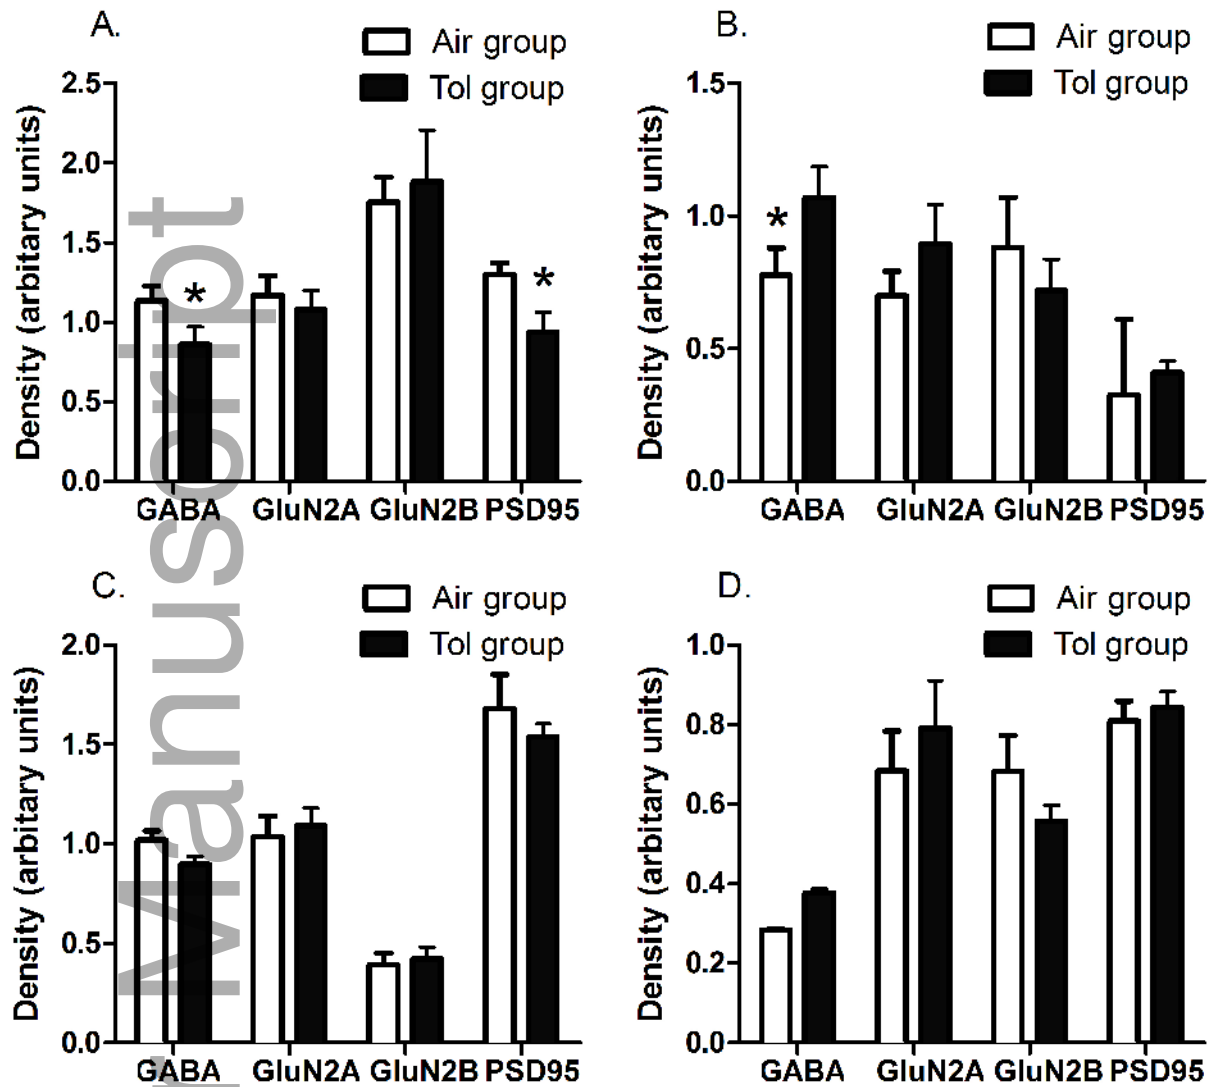 A.
Air group
Tol group
Density (arbitary units)
2.5
2.0
1.5
1.0
0.5
0.0
*
*
GABA GluN2A GluN2B PSD95
B.
Air group
Tol group
Density (arbitary units)
1.5
1.0
0.5
0.0
*
GABA GluN2A GluN2B PSD95
C.
Air group
Tol group
Density (arbitary units)
2.0
1.5
1.0
0.5
0.0
GABA GluN2A GluN2B PSD95
D.
Air group
Tol group
Density (arbitary units)
1.0
0.8
0.6
0.4
0.2
0.0
GABA GluN2A GluN2B PSD95
Manuscript